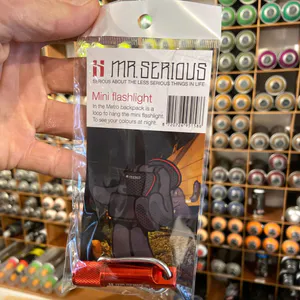 MR.SERIOUS
SERIOUS ABOUT THE LESS SERIOUS THINGS IN LIFE.
Mini flashlight
In the Metro backpack is a
loop to hang the mini flashlight.
To see your colours at night.